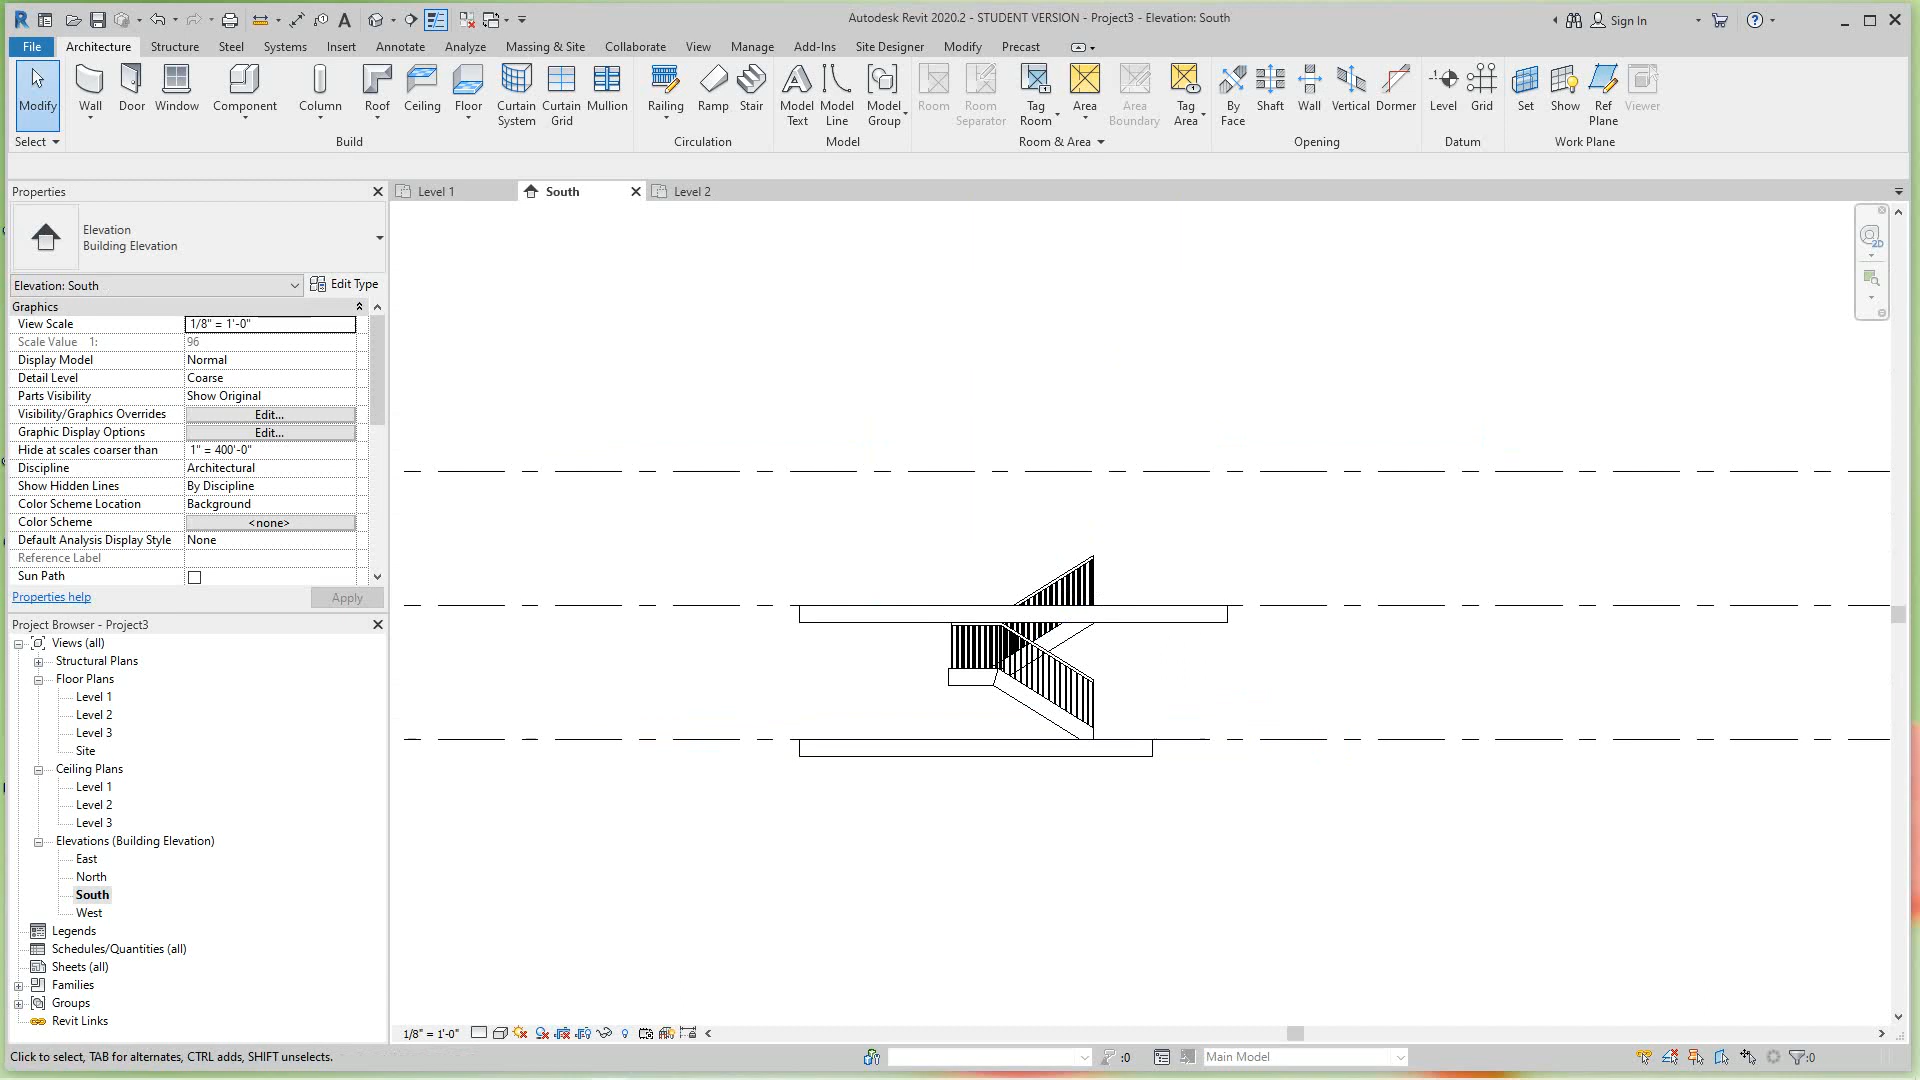 Autodesk Revit 2020.2 - STUDENT VERSION - Project3 - Elevation: South
Sign In
File Architecture Structure Steel Systems Insert Annotate Analyze Massing & Site Collaborate View Manage Add-Ins Site Designer Modify Precast
Modify Wall Door Window Component Column Roof Ceiling Floor Curtain System Curtain Grid Mullion Railing Ramp Stair Model Text Model Line Model Group Room Room Separator Tag Room Area Area Boundary Tag Area By Face Shaft Wall Vertical Dormer Level Grid Set Show Ref Plane Viewer
Select Build Circulation Model Room & Area Opening Datum Work Plane
Properties
Level 1 South Level 2
Elevation
Building Elevation
Elevation: South Edit Type
Graphics
View Scale 1/8" = 1'-0"
Scale Value 1: 96
Display Model Normal
Detail Level Coarse
Parts Visibility Show Original
Visibility/Graphics Overrides Edit...
Graphic Display Options Edit...
Hide at scales coarser than 1" = 400'-0"
Discipline Architectural
Show Hidden Lines By Discipline
Color Scheme Location Background
Color Scheme <none>
Default Analysis Display Style None
Reference Label
Sun Path
Properties help Apply
Project Browser - Project3
Views (all)
Structural Plans
Floor Plans
Level 1
Level 2
Level 3
Site
Ceiling Plans
Level 1
Level 2
Level 3
Elevations (Building Elevation)
East
North
South
West
Legends
Schedules/Quantities (all)
Sheets (all)
Families
Groups
Revit Links
1/8" = 1'-0"
Click to select, TAB for alternates, CTRL adds, SHIFT unselects.
:0 Main Model :0
2D